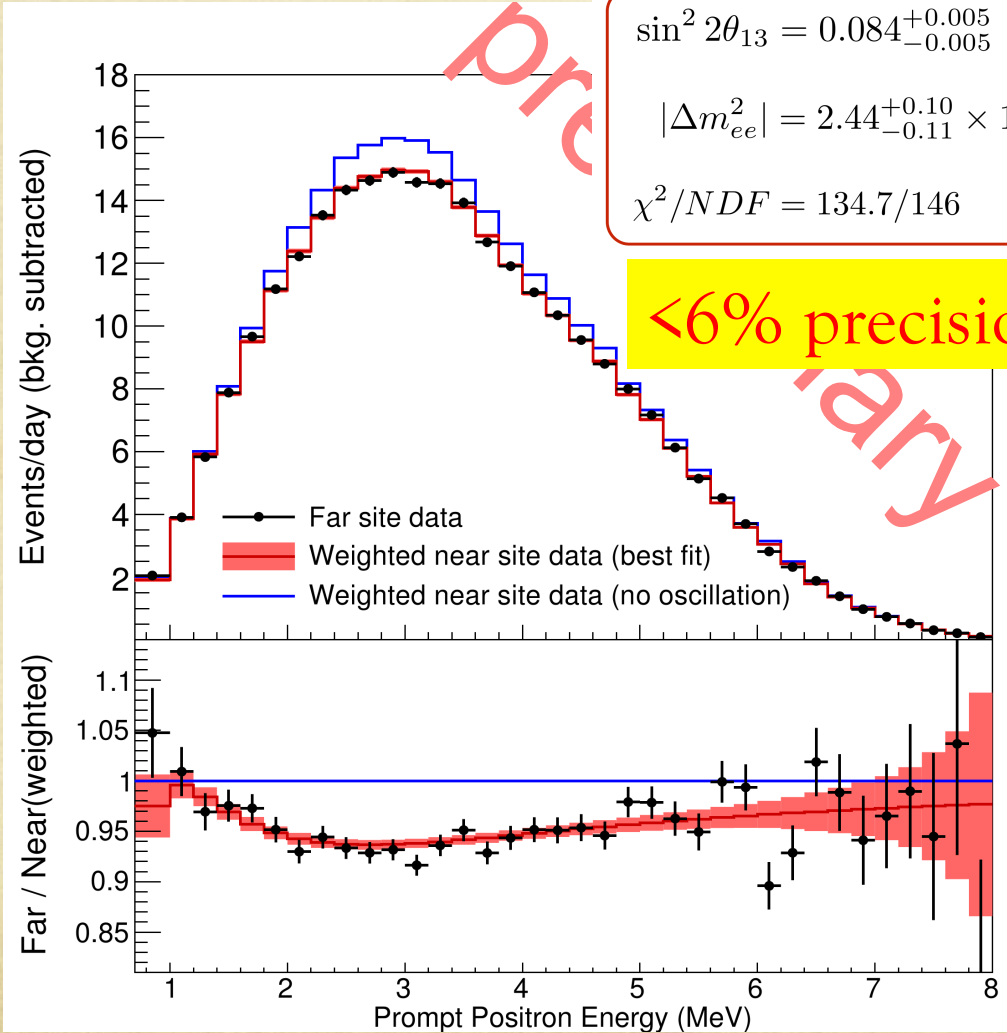 sin² 2θ₁₃ = 0.084 +0.005 −0.005
|Δm²ₑₑ| = 2.44 +0.10 −0.11 × 1
χ²/NDF = 134.7/146
<6% precisio
pre
ary
Events/day (bkg. subtracted)
18
16
14
12
10
8
6
4
2
Far site data
Weighted near site data (best fit)
Weighted near site data (no oscillation)
Far / Near(weighted)
1.1
1.05
1
0.95
0.9
0.85
1 2 3 4 5 6 7 8
Prompt Positron Energy (MeV)